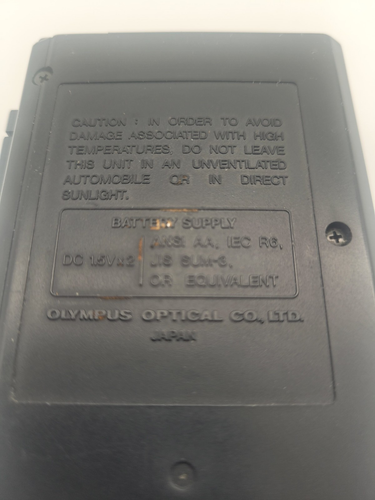 CAUTION : IN ORDER TO AVOID
DAMAGE ASSOCIATED WITH HIGH
TEMPERATURES, DO NOT LEAVE
THIS UNIT IN AN UNVENTILATED
AUTOMOBILE OR IN DIRECT
SUNLIGHT.
BATTERY SUPPLY
ANSI AA, IEC R6,
DC 1.5V×2 JIS SUM-3,
OR EQUIVALENT
OLYMPUS OPTICAL CO., LTD.
JAPAN